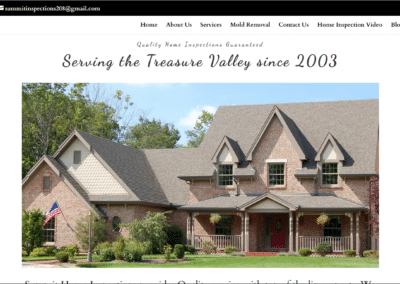 summitinspections208@gmail.com
Home About Us Services Mold Removal Contact Us Home Inspection Video Blo
Quality Home Inspections Guaranteed
Serving the Treasure Valley since 2003